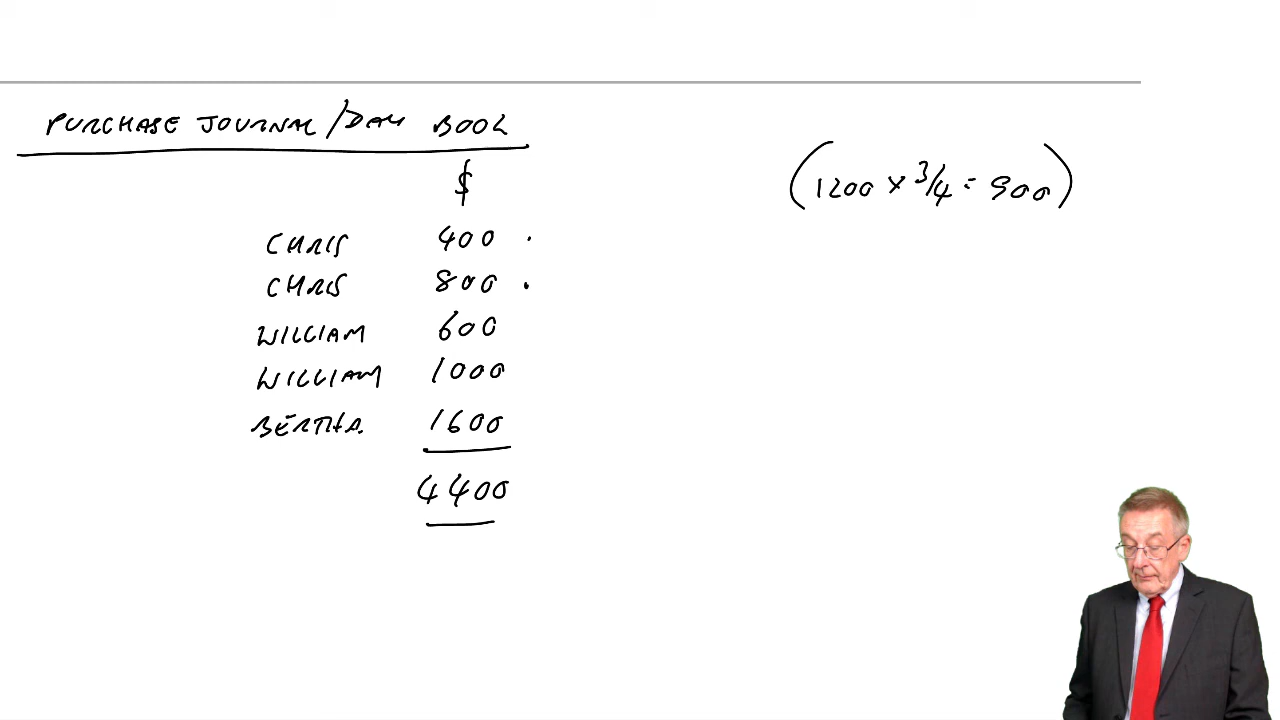 PURCHASE JOURNAL/DAY BOOK
$
CHRIS 400
CHRIS 800
WILLIAM 600
WILLIAM 1000
BERTHA. 1600
4400
(1200 × 3/4 = 900)